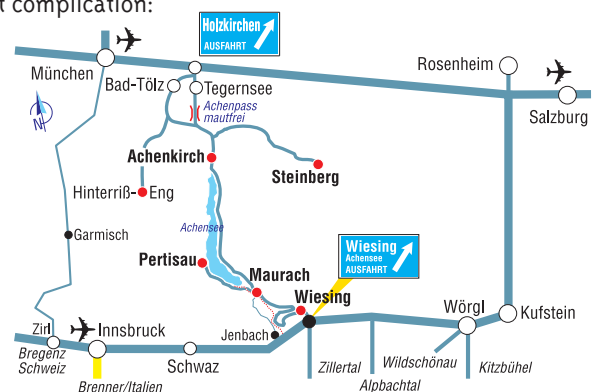 t complication:
Holzkirchen
AUSFAHRT
München
Rosenheim
Bad-Tölz
Tegernsee
Achenpass
mautfrei
Salzburg
N
Achenkirch
Steinberg
Hinterriß-
Eng
Achensee
Garmisch
Wiesing
Achensee
AUSFAHRT
Pertisau
Maurach
Wiesing
Wörgl
Kufstein
Zirl
Innsbruck
Jenbach
Bregenz
Schweiz
Schwaz
Zillertal
Wildschönau
Kitzbühel
Brenner/Italien
Alpbachtal